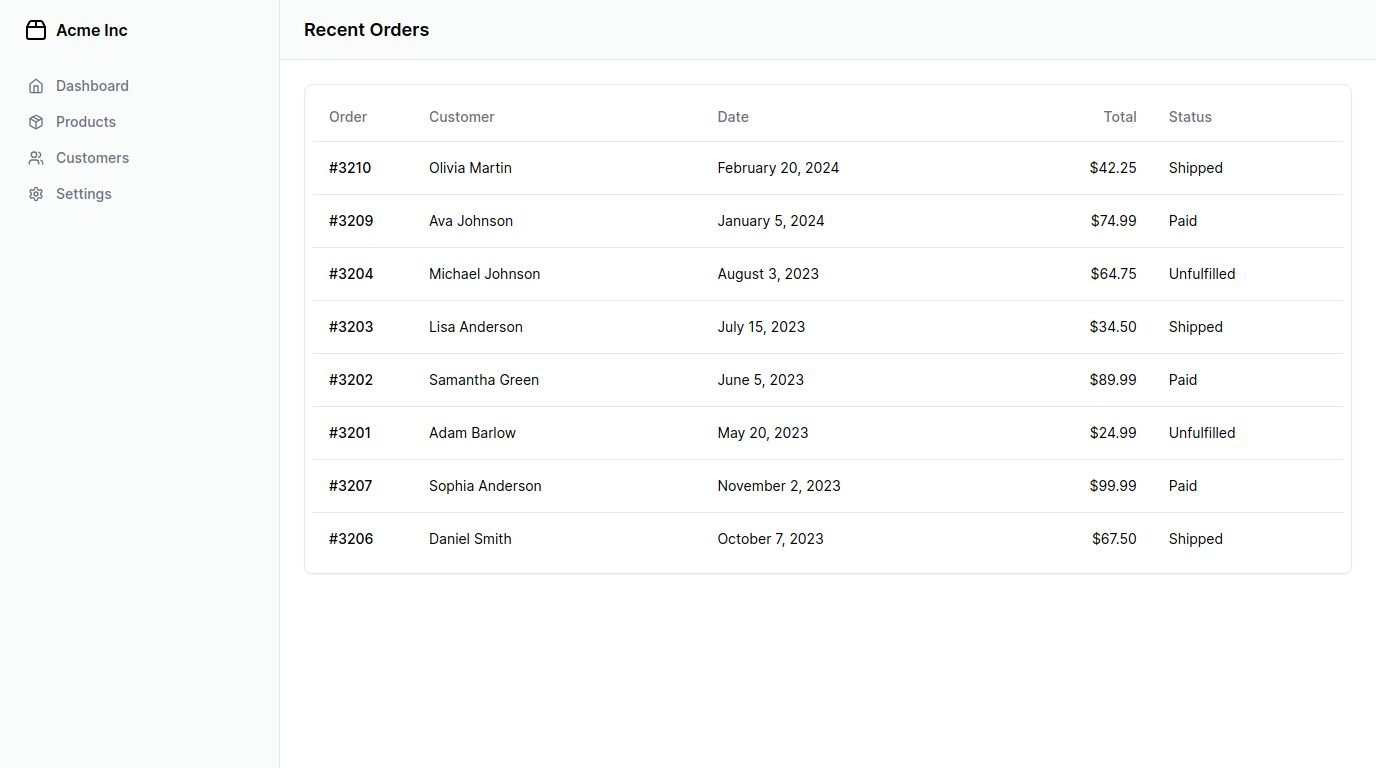 Acme Inc
Dashboard
Products
Customers
Settings
Recent Orders
Order Customer Date Total Status
#3210 Olivia Martin February 20, 2024 $42.25 Shipped
#3209 Ava Johnson January 5, 2024 $74.99 Paid
#3204 Michael Johnson August 3, 2023 $64.75 Unfulfilled
#3203 Lisa Anderson July 15, 2023 $34.50 Shipped
#3202 Samantha Green June 5, 2023 $89.99 Paid
#3201 Adam Barlow May 20, 2023 $24.99 Unfulfilled
#3207 Sophia Anderson November 2, 2023 $99.99 Paid
#3206 Daniel Smith October 7, 2023 $67.50 Shipped